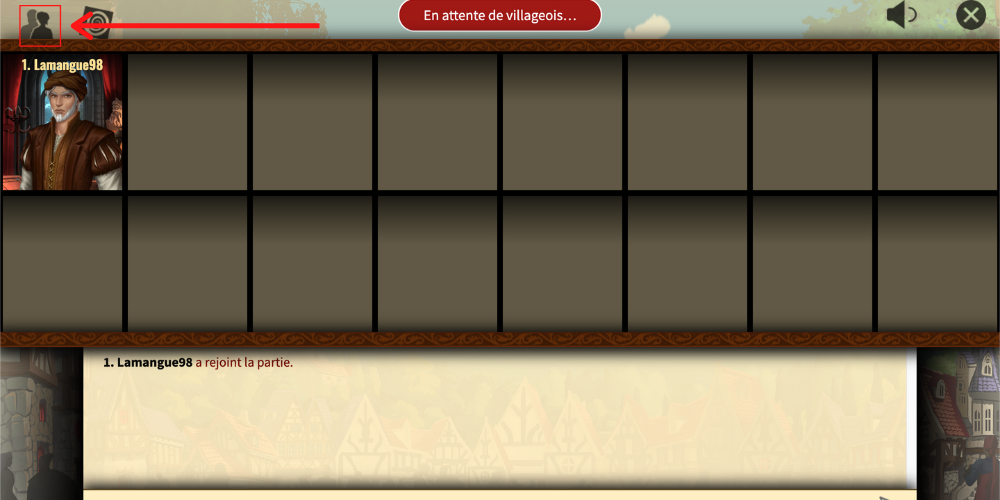 En attente de villageois…
1. Lamangue98
1. Lamangue98 a rejoint la partie.